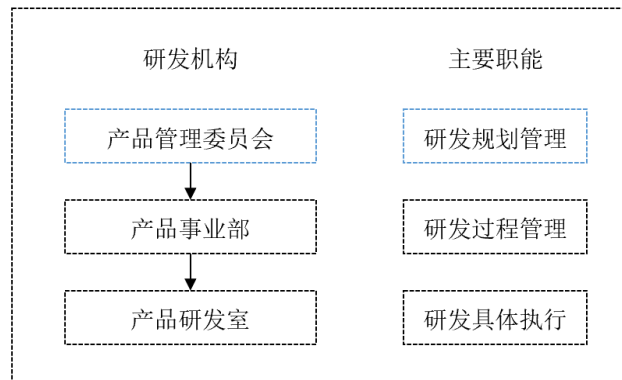 研发机构
主要职能
产品管理委员会
研发规划管理
产品事业部
研发过程管理
产品研发室
研发具体执行